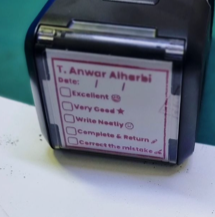 T. Anwar Alharbi
Date: / /
Excellent
Very Good ★
Write Neatly
Complete & Return
Correct the mistake